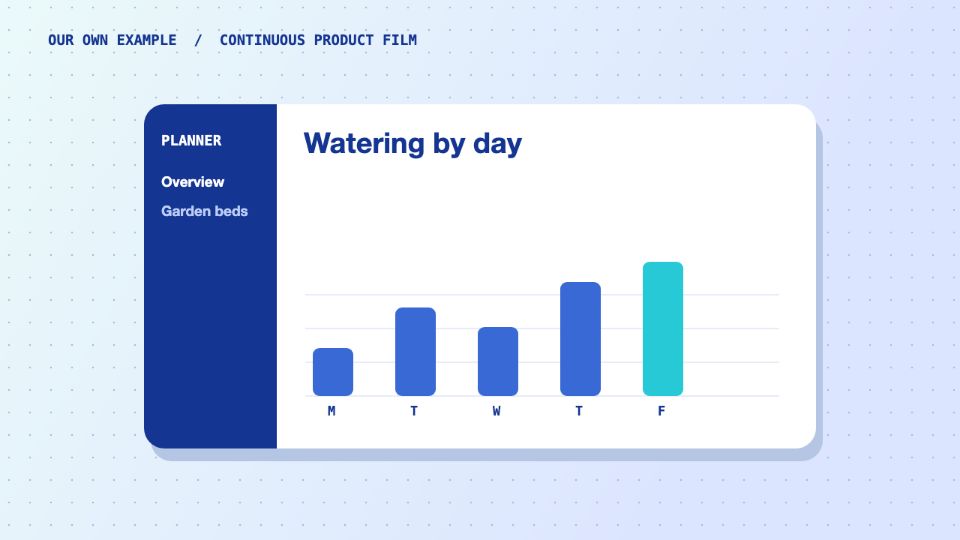 OUR OWN EXAMPLE / CONTINUOUS PRODUCT FILM
PLANNER
Overview
Garden beds
Watering by day
M T W T F